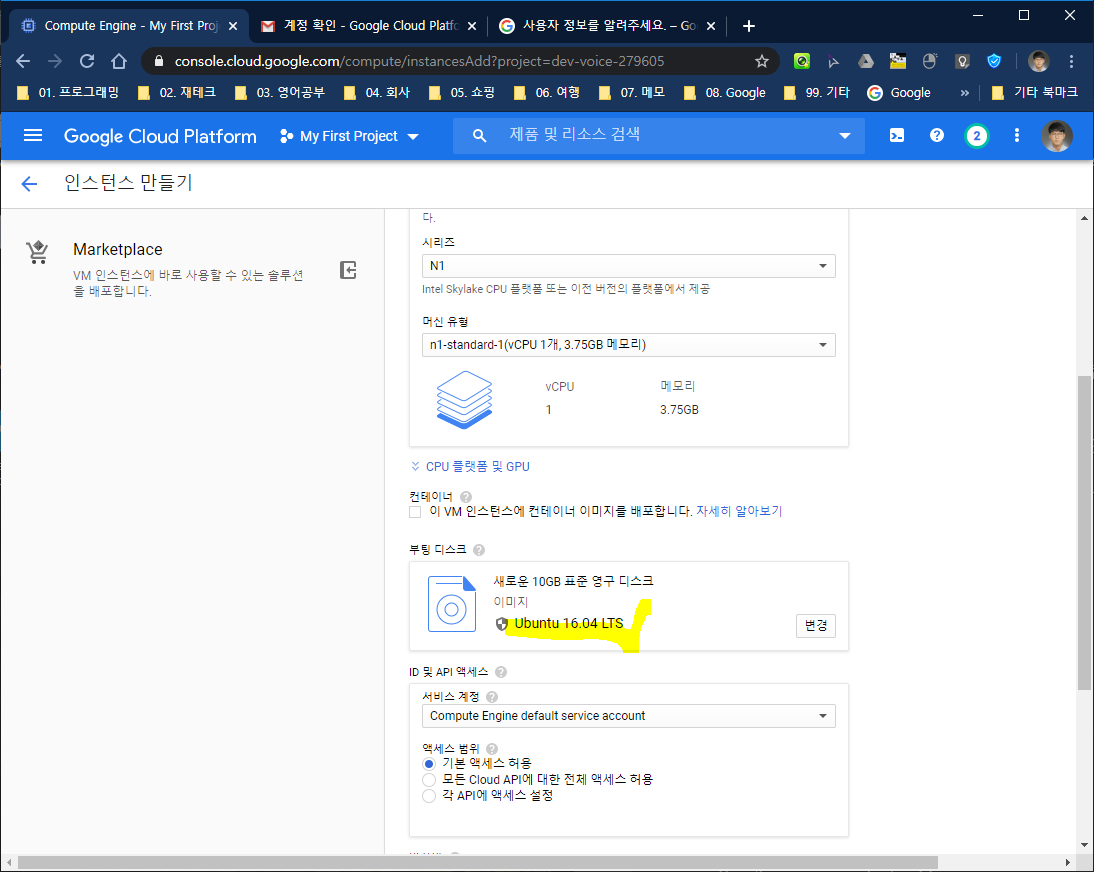 Compute Engine - My First Proj
계정 확인 - Google Cloud Platfo
사용자 정보를 알려주세요. – Go
console.cloud.google.com/compute/instancesAdd?project=dev-voice-279605
01. 프로그래밍 02. 재테크 03. 영어공부 04. 회사 05. 쇼핑 06. 여행 07. 메모 08. Google 99. 기타 Google » 기타 북마크
Google Cloud Platform My First Project 제품 및 리소스 검색 2
인스턴스 만들기
Marketplace
VM 인스턴스에 바로 사용할 수 있는 솔루션
을 배포합니다.
다.
시리즈
N1
Intel Skylake CPU 플랫폼 또는 이전 버전의 플랫폼에서 제공
머신 유형
n1-standard-1(vCPU 1개, 3.75GB 메모리)
vCPU 메모리
1 3.75GB
CPU 플랫폼 및 GPU
컨테이너
이 VM 인스턴스에 컨테이너 이미지를 배포합니다. 자세히 알아보기
부팅 디스크
새로운 10GB 표준 영구 디스크
이미지
Ubuntu 16.04 LTS
변경
ID 및 API 액세스
서비스 계정
Compute Engine default service account
액세스 범위
기본 액세스 허용
모든 Cloud API에 대한 전체 액세스 허용
각 API에 액세스 설정